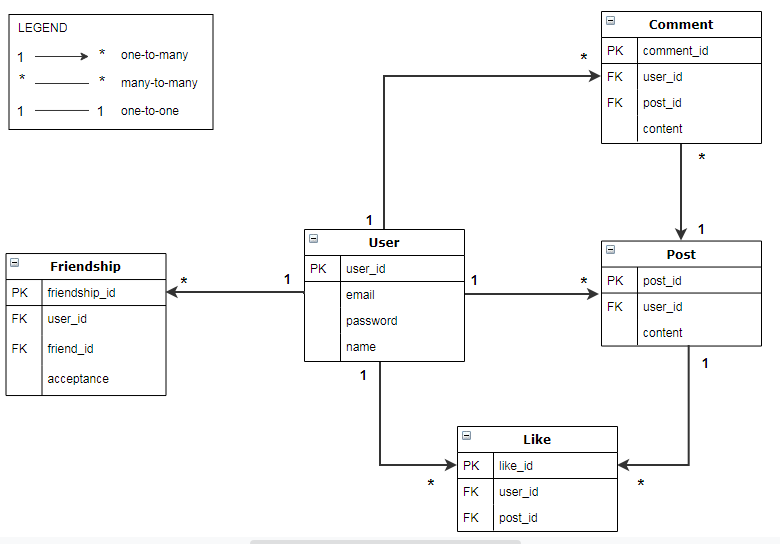 LEGEND
1 * one-to-many
* * many-to-many
1 1 one-to-one
Comment
PK comment_id
FK user_id
FK post_id
content
*
1
*
1
User
PK user_id
email
password
name
Friendship
PK friendship_id
FK user_id
FK friend_id
acceptance
*
1
1
*
Post
PK post_id
FK user_id
content
1
*
1
*
Like
PK like_id
FK user_id
FK post_id